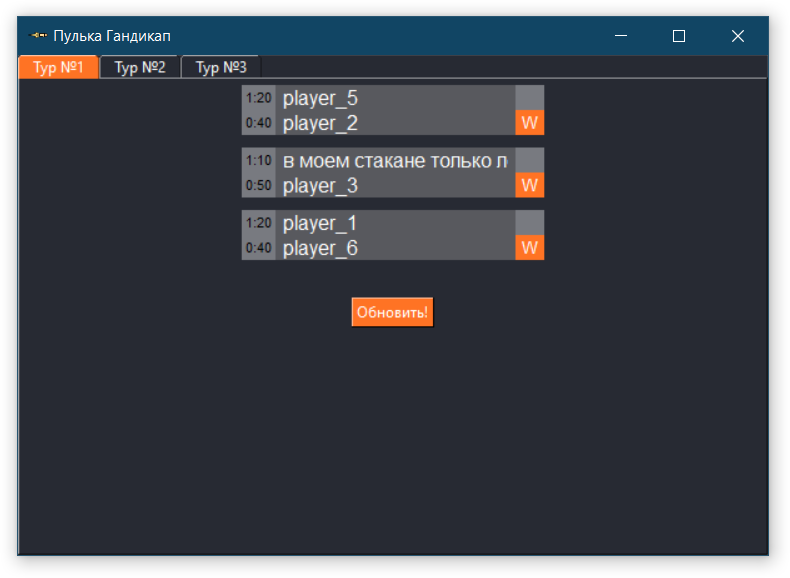 Пулька Гандикап
Тур №1 Тур №2 Тур №3
1:20 player_5
0:40 player_2 W
1:10 в моем стакане только
0:50 player_3 W
1:20 player_1
0:40 player_6 W
Обновить!